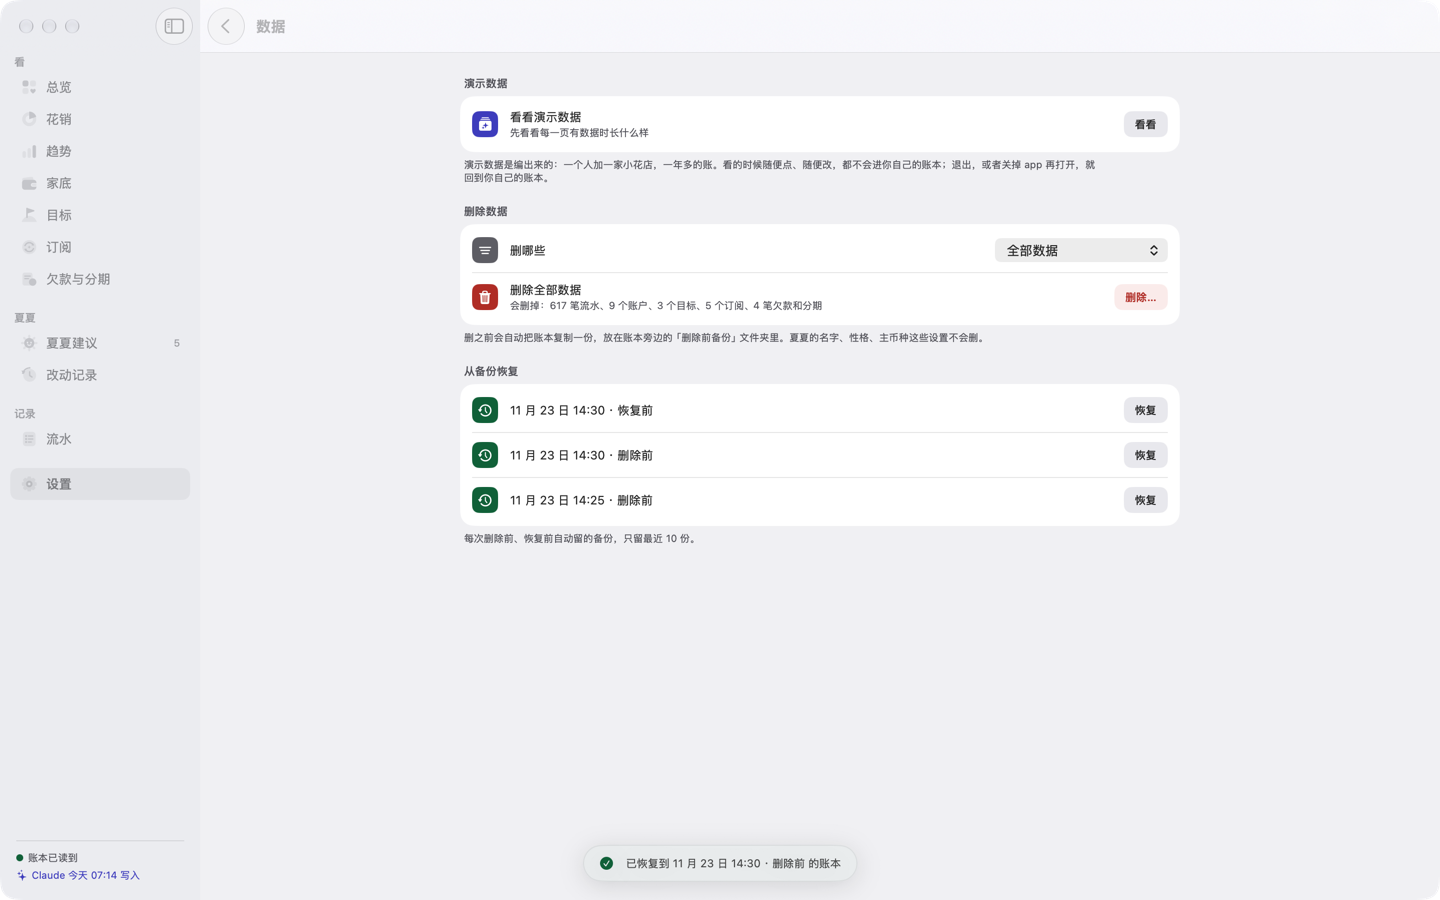 数据
看
总览
花销
趋势
家底
目标
订阅
欠款与分期
夏夏
夏夏建议 5
改动记录
记录
流水
设置
账本已读到
Claude 今天 07:14 写入
演示数据
看看演示数据
先看看每一页有数据时长什么样
看看
演示数据是编出来的：一个人加一家小花店，一年多的账。看的时候随便点、随便改，都不会进你自己的账本；退出，或者关掉 app 再打开，就
回到你自己的账本。
删除数据
删哪些 全部数据
删除全部数据
会删掉：617 笔流水、9 个账户、3 个目标、5 个订阅、4 笔欠款和分期
删除...
删之前会自动把账本复制一份，放在账本旁边的「删除前备份」文件夹里。夏夏的名字、性格、主币种这些设置不会删。
从备份恢复
11 月 23 日 14:30 · 恢复前 恢复
11 月 23 日 14:30 · 删除前 恢复
11 月 23 日 14:25 · 删除前 恢复
每次删除前、恢复前自动留的备份，只留最近 10 份。
已恢复到 11 月 23 日 14:30 · 删除前 的账本